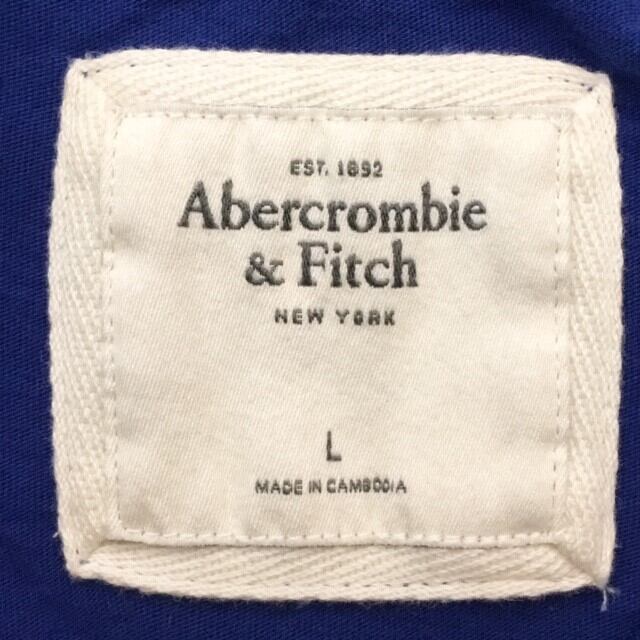 EST. 1892
Abercrombie
& Fitch
NEW YORK
L
MADE IN CAMBODIA